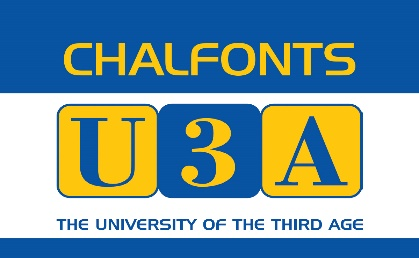 CHALFONTS
U3A
THE UNIVERSITY OF THE THIRD AGE